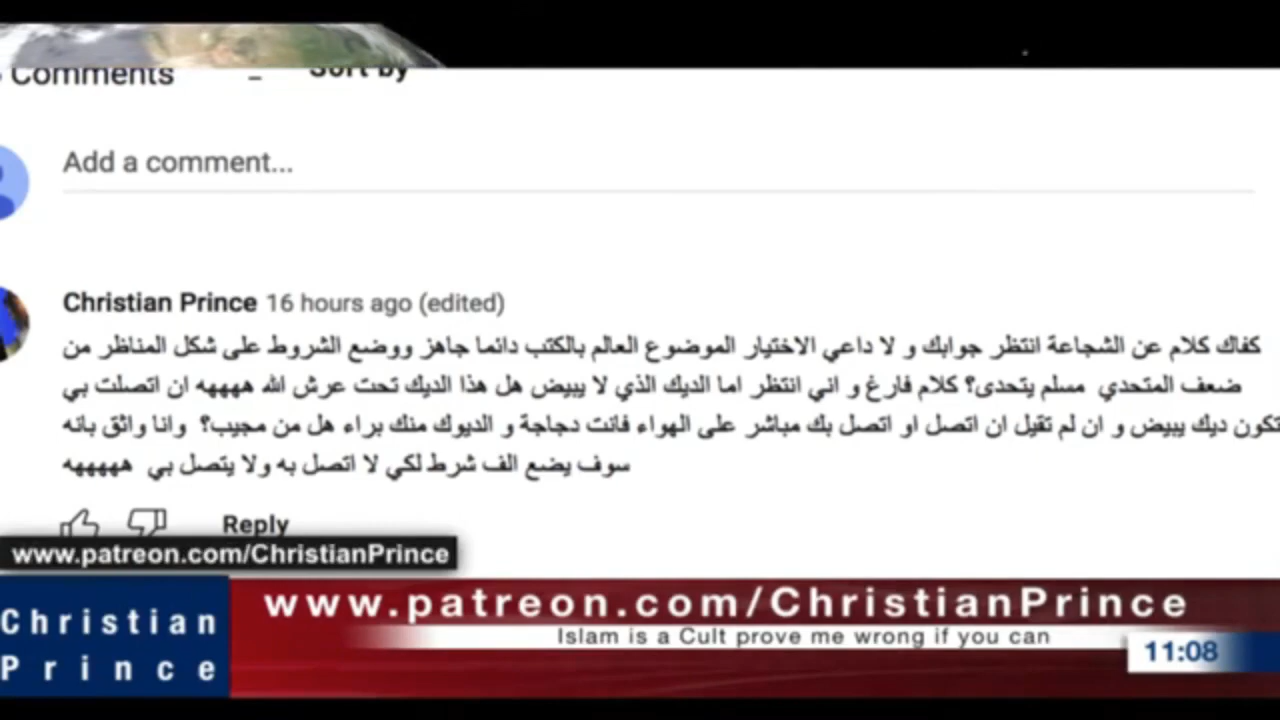 Comments
Sort by
Add a comment...
Christian Prince 16 hours ago (edited)
كفاك كلام عن الشجاعة انتظر جوابك و لا داعي الاختيار الموضوع العالم بالكتب دائما جاهز ووضع الشروط على شكل المناظر من
ضعف المتحدي مسلم يتحدى؟ كلام فارغ و اني انتظر اما الديك الذي لا يبيض هل هذا الديك تحت عرش الله ههههه ان اتصلت بي
تكون ديك يبيض و ان لم تقيل ان اتصل او اتصل بك مباشر على الهواء فانت دجاجة و الديوك منك براء هل من مجيب؟ وانا واثق بانه
سوف يضع الف شرط لكي لا اتصل به ولا يتصل بي هههههه
Reply
www.patreon.com/ChristianPrince
www.patreon.com/ChristianPrince
Islam is a Cult prove me wrong if you can
Christian
Prince
11:08